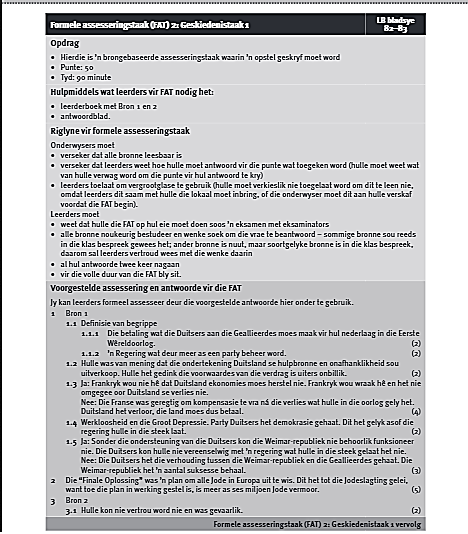 Formele assesseringstaak (FAT) 2: Geskiedenistaak 1
LB bladsye
82–83
Opdrag
• Hierdie is 'n brongebaseerde assesseringstaak waarin 'n opstel geskryf moet word
• Punte: 50
• Tyd: 90 minute
Hulpmiddels wat leerders vir FAT nodig het:
• leerderboek met Bron 1 en 2
• antwoordblad.
Riglyne vir formele assesseringstaak
Onderwysers moet
• verseker dat alle bronne leesbaar is
• verseker dat leerders weet hoe hulle moet antwoord vir die punte wat toegeken word (hulle moet weet wat
van hulle verwag word om die punte vir hul antwoord te kry)
• leerders toelaat om vergrootglase te gebruik (hulle moet verkieslik nie toegelaat word om dit te leen nie,
omdat leerders dit saam met hulle die lokaal moet inbring, of die onderwyser moet dit aan hulle verskaf
voordat die FAT begin).
Leerders moet
• weet dat hulle die FAT op hul eie moet doen soos 'n eksamen met eksaminators
• alle bronne noukeurig bestudeer en wenke soek om die vrae te beantwoord – sommige bronne sou reeds
in die klas bespreek gewees het; ander bronne is nuut, maar soortgelyke bronne is in die klas bespreek,
daarom sal leerders vertroud wees met die wenke daarin
• al hul antwoorde twee keer nagaan
• vir die volle duur van die FAT bly sit.
Voorgestelde assessering en antwoorde vir die FAT
Jy kan leerders formeel assesseer deur die voorgestelde antwoorde hier onder te gebruik.
1 Bron 1
1.1 Definisie van begrippe
1.1.1 Die betaling wat die Duitsers aan die Geallieerdes moes maak vir hul nederlaag in die Eerste
Wêreldoorlog. (2)
1.1.2 'n Regering wat deur meer as een party beheer word. (2)
1.2 Hulle was van mening dat die ondertekening Duitsland se hulpbronne en onafhanklikheid sou
uitverkoop. Hulle het gedink die voorwaardes van die verdrag is uiters onbillik. (2)
1.3 Ja: Frankryk wou nie hê dat Duitsland ekonomies moes herstel nie. Frankryk wou wraak hê en het nie
omgegee oor Duitsland se verlies nie.
Nee: Die Franse was geregtig om kompensasie te vra ná die verlies wat hulle in die oorlog gely het.
Duitsland het verloor, die land moes dus betaal. (4)
1.4 Werkloosheid en die Groot Depressie. Party Duitsers het demokrasie gehaat. Dit het gelyk asof die
regering hulle in die steek laat. (2)
1.5 Ja: Sonder die ondersteuning van die Duitsers kon die Weimar-republiek nie behoorlik funksioneer
nie. Die Duitsers kon hulle nie vereenselwig met 'n regering wat hulle in die steek gelaat het nie.
Nee: Die Duitsers het die verhouding tussen die Weimar-republiek en die Geallieerdes gehaat. Die
Weimar-republiek het 'n aantal suksesse behaal. (3)
2 Die "Finale Oplossing" was 'n plan om alle Jode in Europa uit te wis. Dit het tot die Jodeslagting gelei,
want toe die plan in werking gestel is, is meer as ses miljoen Jode vermoor. (5)
3 Bron 2
3.1 Hulle kon nie vertrou word nie en was gevaarlik. (2)
Formele assesseringstaak (FAT) 2: Geskiedenistaak 1 vervolg